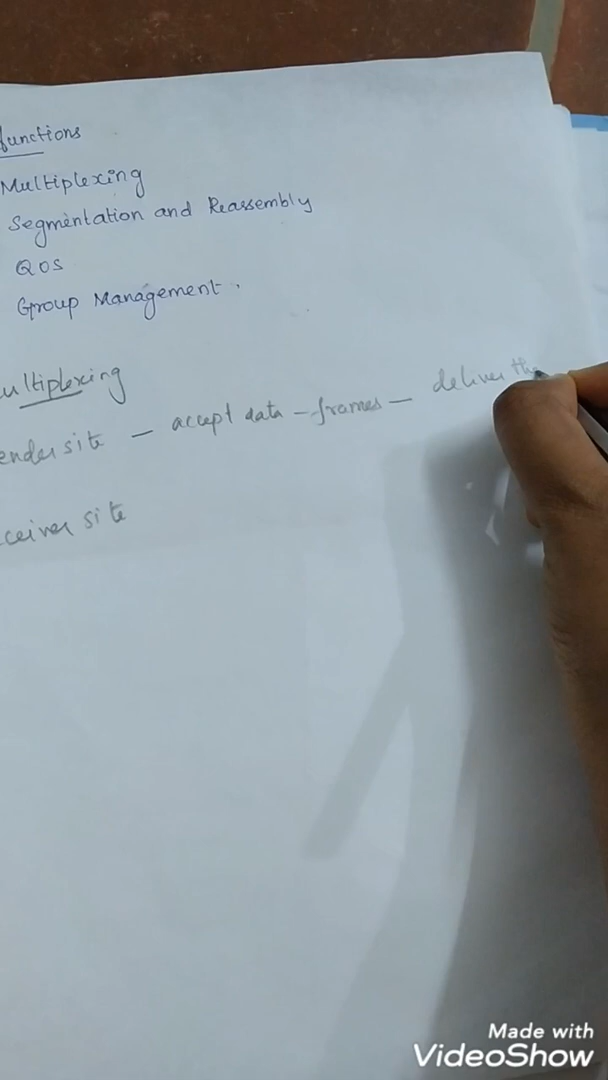 functions
Multiplexing
Segmentation and Reassembly
QOS
Group Management.
ultiplexing
ender site - accept data - frames - deliver the
ceiver site
Made with
VideoShow